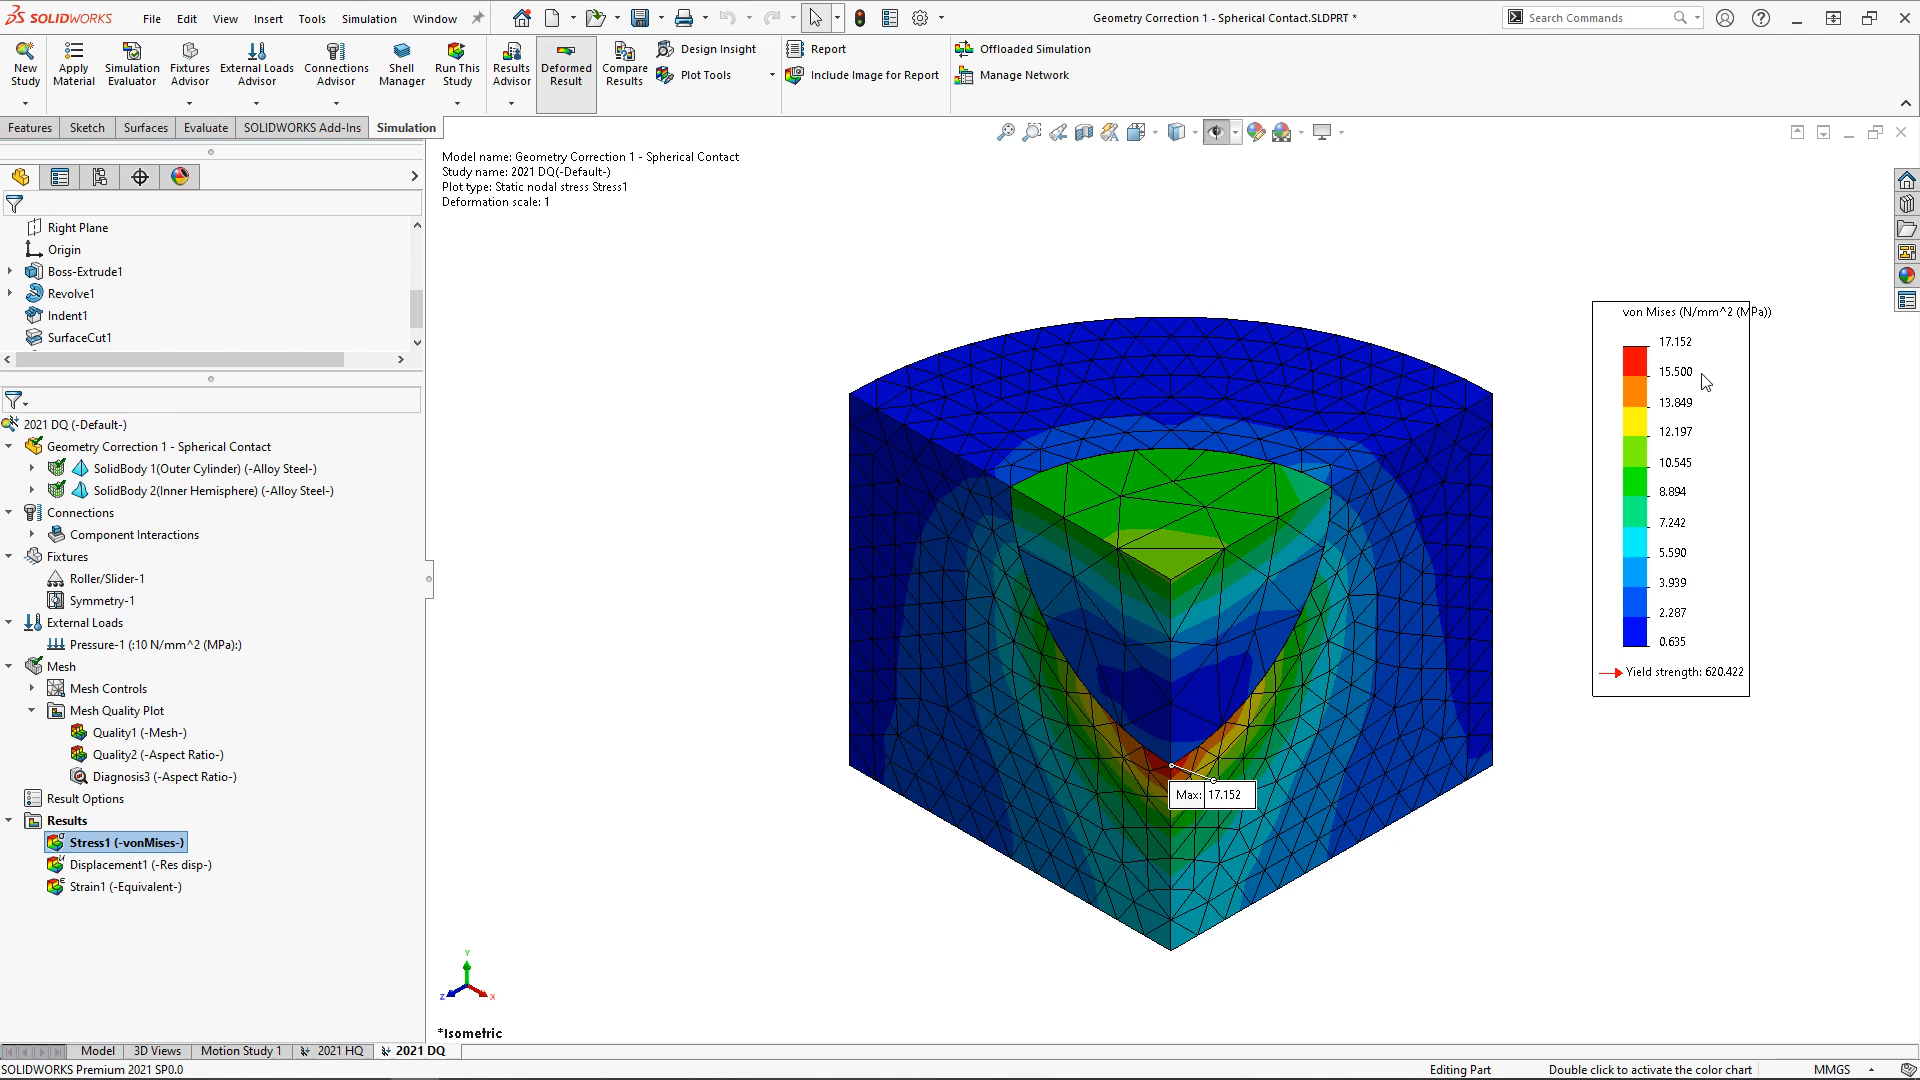 SOLIDWORKS File Edit View Insert Tools Simulation Window Geometry Correction 1 - Spherical Contact.SLDPRT * Search Commands
New Study
Apply Material
Simulation Evaluator
Fixtures Advisor
External Loads Advisor
Connections Advisor
Shell Manager
Run This Study
Results Advisor
Deformed Result
Compare Results
Design Insight
Plot Tools
Report
Include Image for Report
Offloaded Simulation
Manage Network
Features Sketch Surfaces Evaluate SOLIDWORKS Add-Ins Simulation
Right Plane
Origin
Boss-Extrude1
Revolve1
Indent1
SurfaceCut1
2021 DQ (-Default-)
Geometry Correction 1 - Spherical Contact
SolidBody 1(Outer Cylinder) (-Alloy Steel-)
SolidBody 2(Inner Hemisphere) (-Alloy Steel-)
Connections
Component Interactions
Fixtures
Roller/Slider-1
Symmetry-1
External Loads
Pressure-1 (:10 N/mm^2 (MPa):)
Mesh
Mesh Controls
Mesh Quality Plot
Quality1 (-Mesh-)
Quality2 (-Aspect Ratio-)
Diagnosis3 (-Aspect Ratio-)
Result Options
Results
Stress1 (-vonMises-)
Displacement1 (-Res disp-)
Strain1 (-Equivalent-)
Model name: Geometry Correction 1 - Spherical Contact
Study name: 2021 DQ(-Default-)
Plot type: Static nodal stress Stress1
Deformation scale: 1
von Mises (N/mm^2 (MPa))
17.152
15.500
13.849
12.197
10.545
8.894
7.242
5.590
3.939
2.287
0.635
Yield strength: 620.422
Max: 17.152
Y
Z X
*Isometric
Model 3D Views Motion Study 1 2021 HQ 2021 DQ
SOLIDWORKS Premium 2021 SP0.0 Editing Part Double click to activate the color chart MMGS